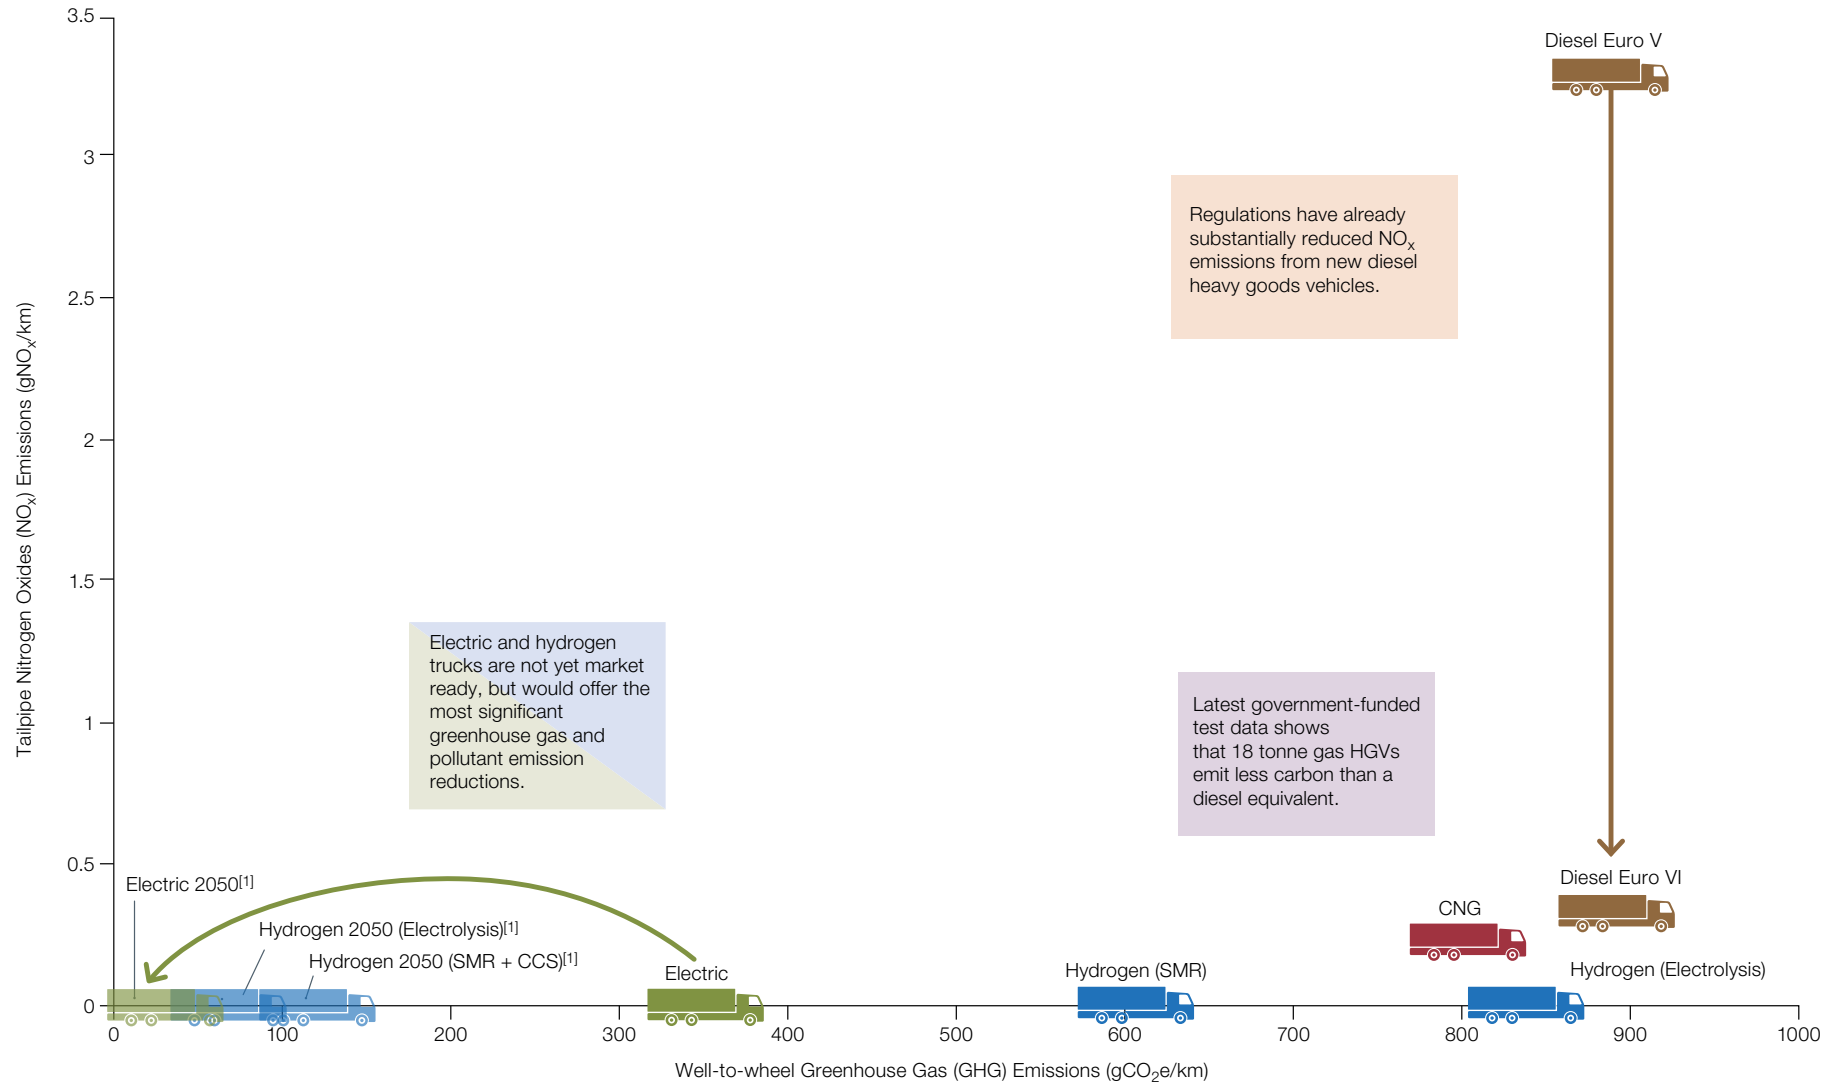 3.5
3
2.5
2
1.5
1
0.5
0
Tailpipe Nitrogen Oxides (NOx) Emissions (gNOx/km)
Diesel Euro V
Regulations have already
substantially reduced NOx
emissions from new diesel
heavy goods vehicles.
Electric and hydrogen
trucks are not yet market
ready, but would offer the
most significant
greenhouse gas and
pollutant emission
reductions.
Latest government-funded
test data shows
that 18 tonne gas HGVs
emit less carbon than a
diesel equivalent.
Electric 2050[1]
Hydrogen 2050 (Electrolysis)[1]
Hydrogen 2050 (SMR + CCS)[1]
Electric
Hydrogen (SMR)
CNG
Diesel Euro VI
Hydrogen (Electrolysis)
0 100 200 300 400 500 600 700 800 900 1000
Well-to-wheel Greenhouse Gas (GHG) Emissions (gCO2e/km)